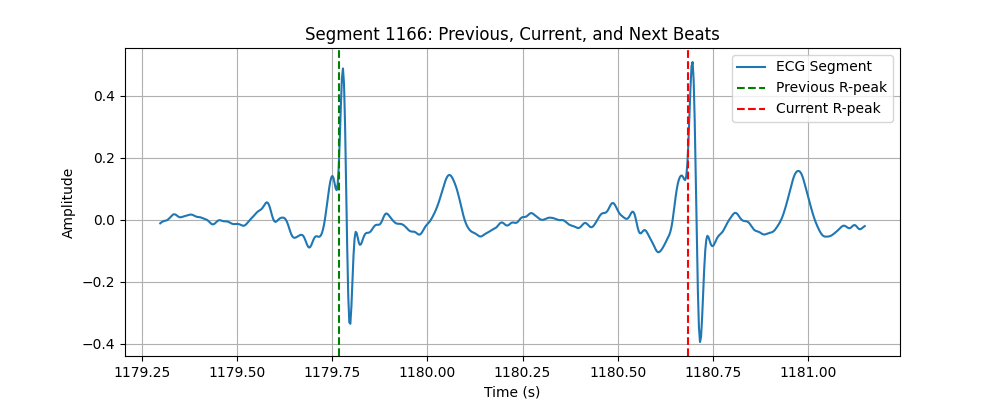 Segment 1166: Previous, Current, and Next Beats
ECG Segment
Previous R-peak
Current R-peak
Amplitude
0.4
0.2
0.0
−0.2
−0.4
1179.25 1179.50 1179.75 1180.00 1180.25 1180.50 1180.75 1181.00
Time (s)